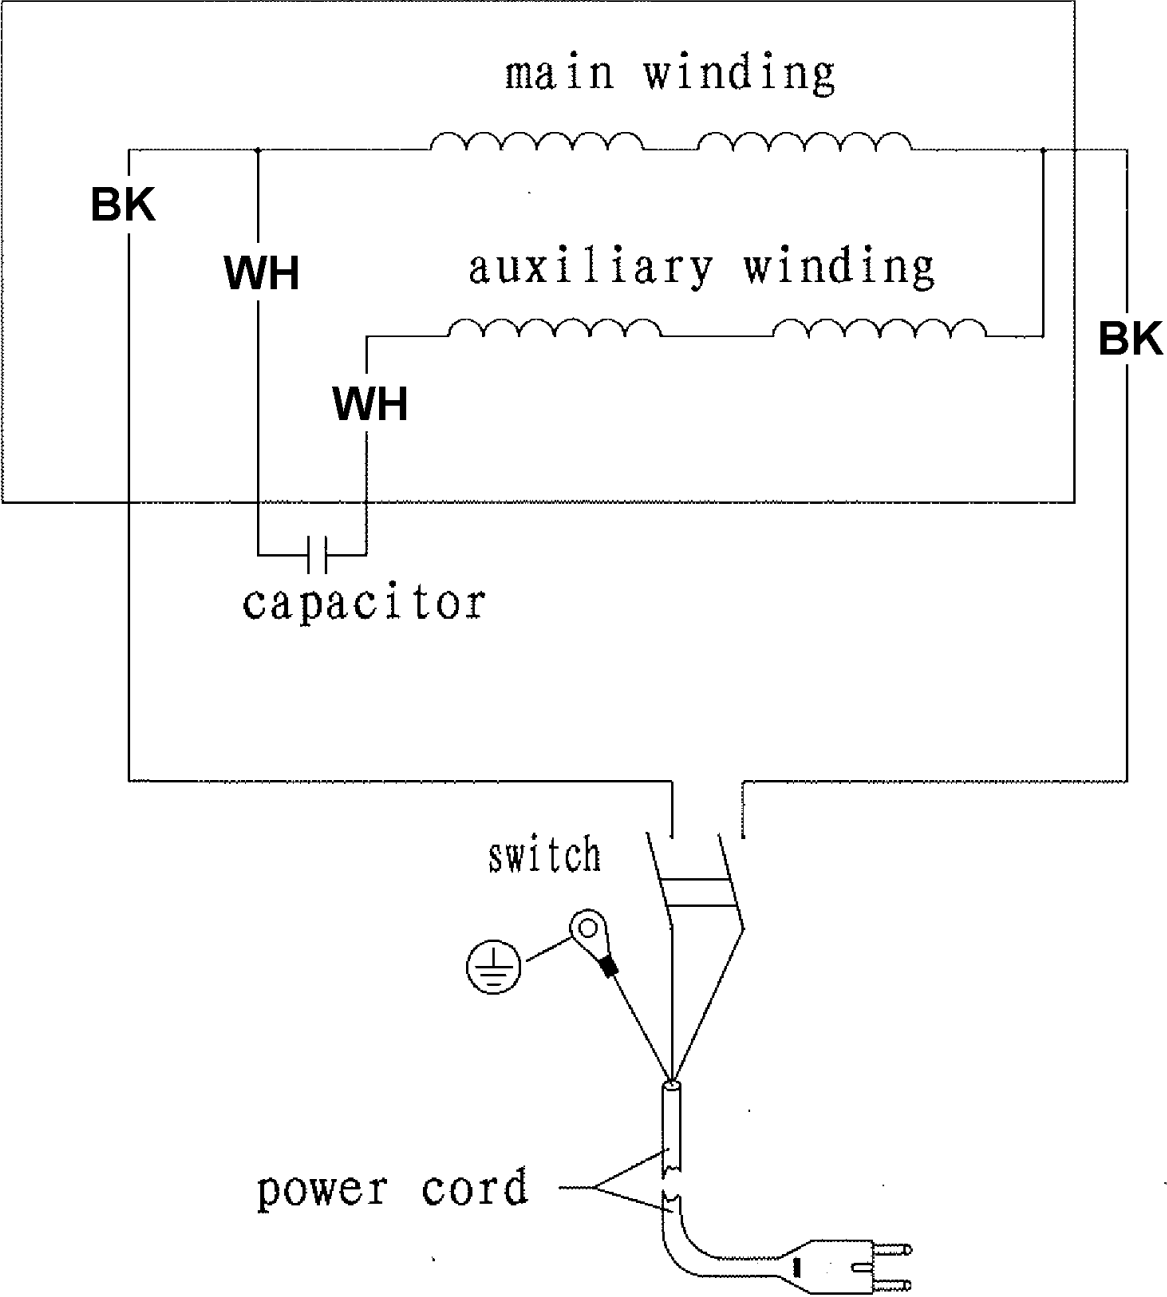 main winding
BK
WH
auxiliary winding
BK
WH
capacitor
switch
power cord